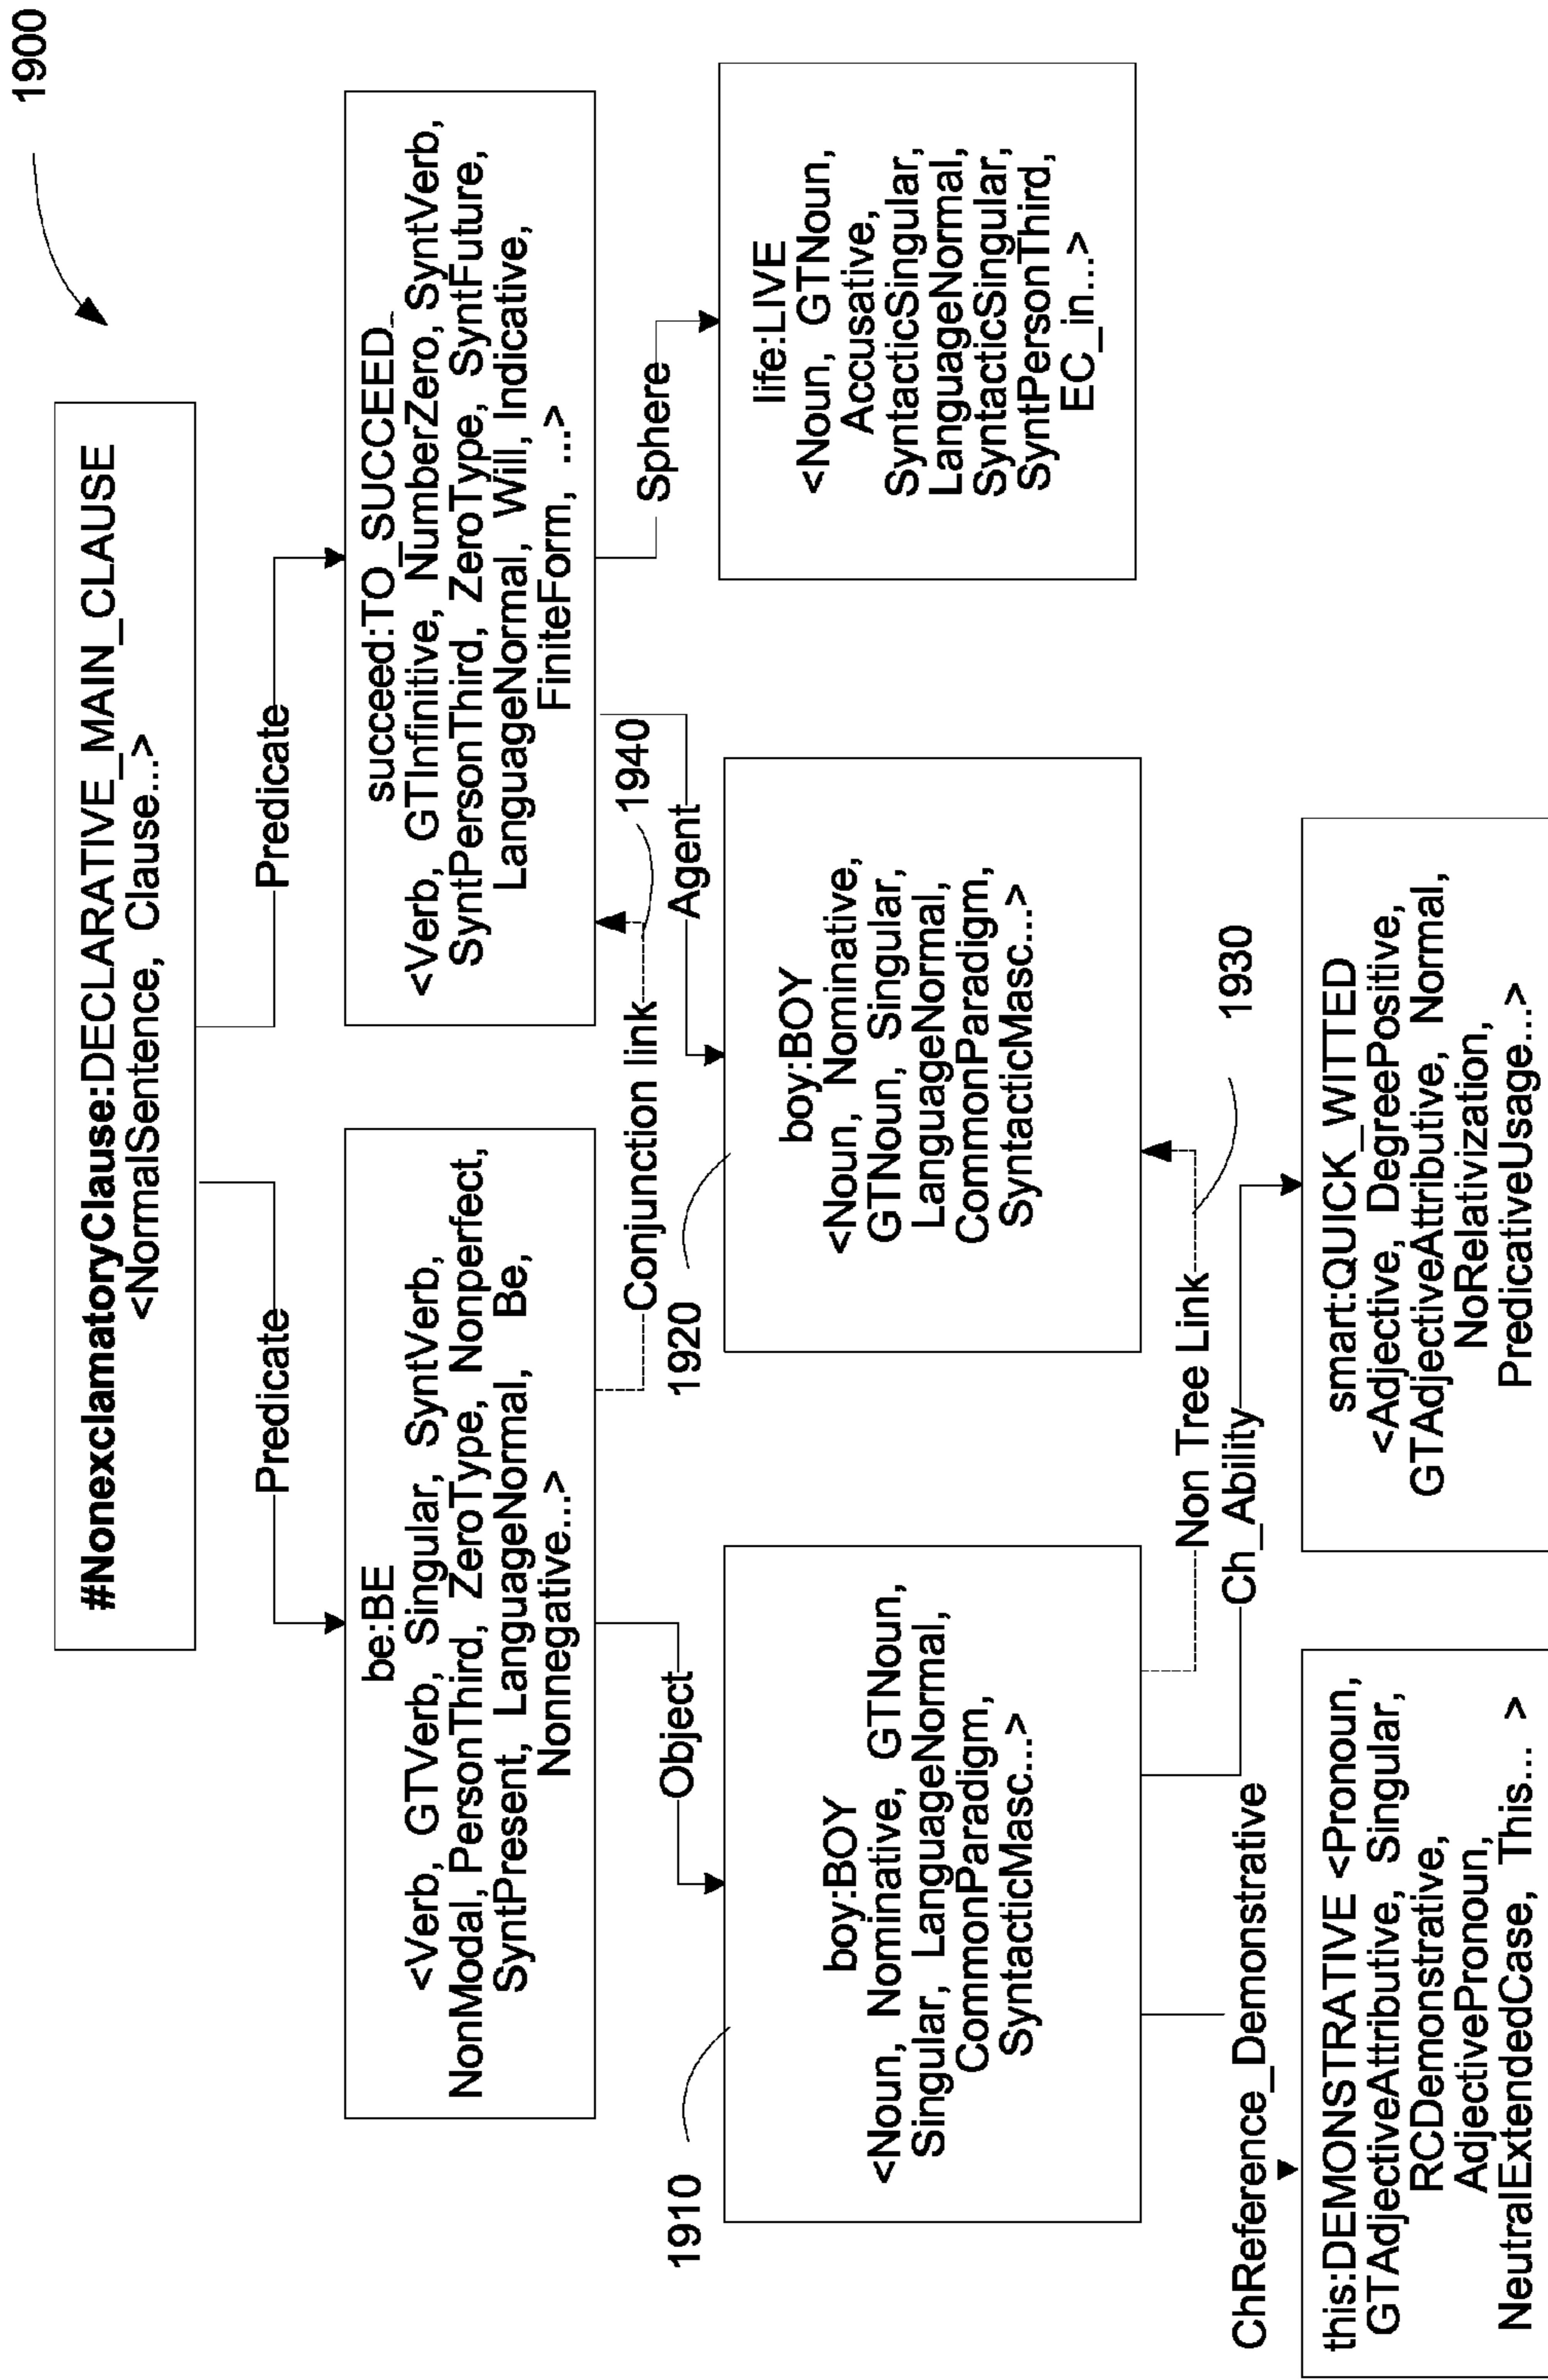 1900
#NonexclamatoryClause:DECLARATIVE_MAIN_CLAUSE
<NormalSentence, Clause...>
Predicate
Predicate
be:BE
<Verb, GTVerb, Singular, SyntVerb,
NonModal, PersonThird, ZeroType, Nonperfect,
SyntPresent, LanguageNormal, Be,
Nonnegative...>
succeed:TO_SUCCEED_
<Verb, GTInfinitive, NumberZero, SyntVerb,
SyntPersonThird, ZeroType, SyntFuture,
LanguageNormal, Will, Indicative,
FiniteForm, ...>
Object
Conjunction link
1940
Agent
Sphere
1910
boy:BOY
<Noun, Nominative, GTNoun,
Singular, LanguageNormal,
CommonParadigm,
SyntacticMasc...>
1920
boy:BOY
<Noun, Nominative,
GTNoun, Singular,
LanguageNormal,
CommonParadigm,
SyntacticMasc...>
life:LIVE
<Noun, GTNoun,
Accusative,
SyntacticSingular,
LanguageNormal,
SyntacticSingular,
SyntPersonThird,
EC_in...>
Non Tree Link
1930
ChReference_Demonstrative
Ch_Ability
this:DEMONSTRATIVE <Pronoun,
GTAdjectiveAttributive, Singular,
RCDemonstrative,
AdjectivePronoun,
NeutralExtendedCase, This... >
smart:QUICK_WITTED
<Adjective, DegreePositive,
GTAdjectiveAttributive, Normal,
NoRelativization,
PredicativeUsage...>